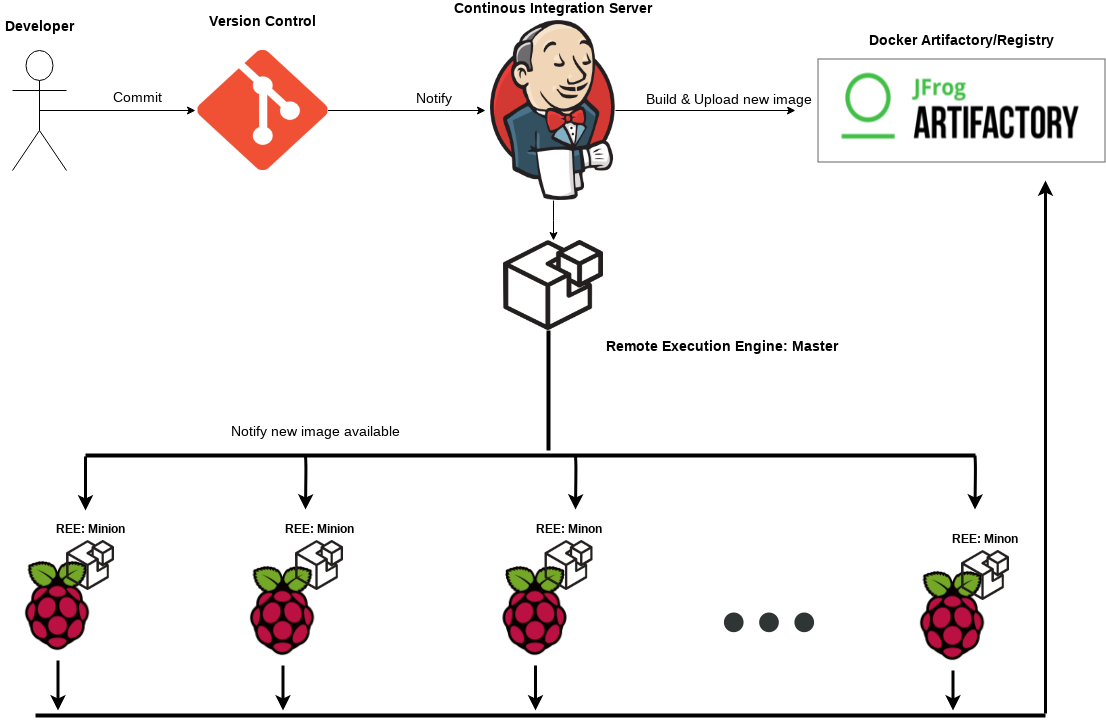 Developer
Version Control
Continous Integration Server
Docker Artifactory/Registry
Commit
Notify
Build & Upload new image
JFrog
ARTIFACTORY
Remote Execution Engine: Master
Notify new image available
REE: Minion
REE: Minion
REE: Minon
REE: Minon